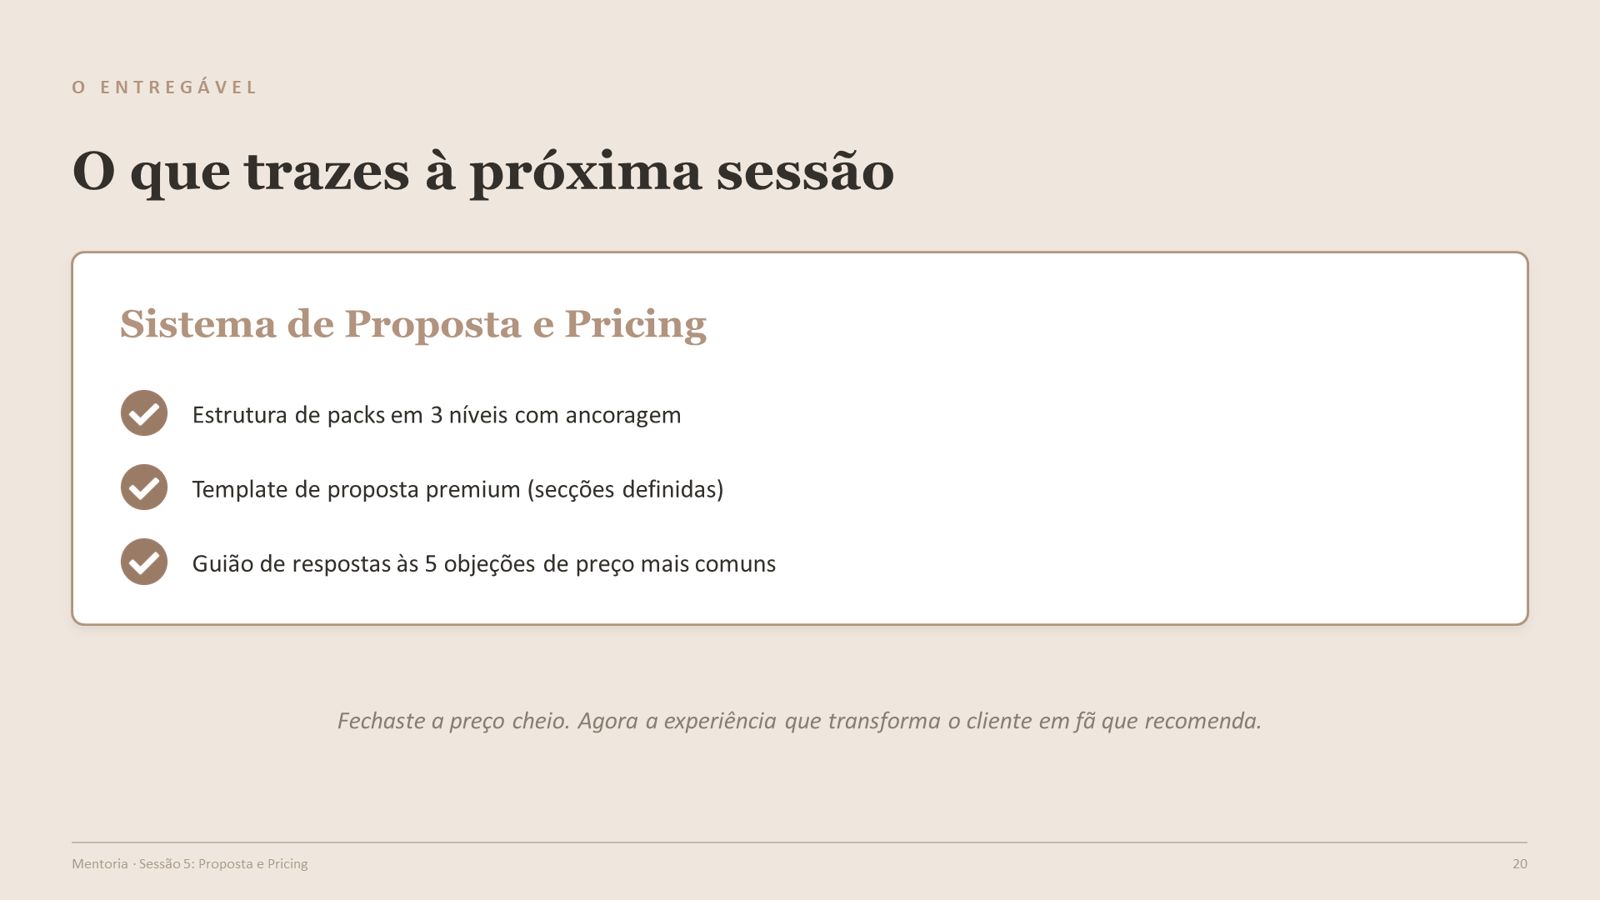 O ENTREGÁVEL
O que trazes à próxima sessão
Sistema de Proposta e Pricing
Estrutura de packs em 3 níveis com ancoragem
Template de proposta premium (secções definidas)
Guião de respostas às 5 objeções de preço mais comuns
Fechaste a preço cheio. Agora a experiência que transforma o cliente em fã que recomenda.
Mentoria · Sessão 5: Proposta e Pricing
20